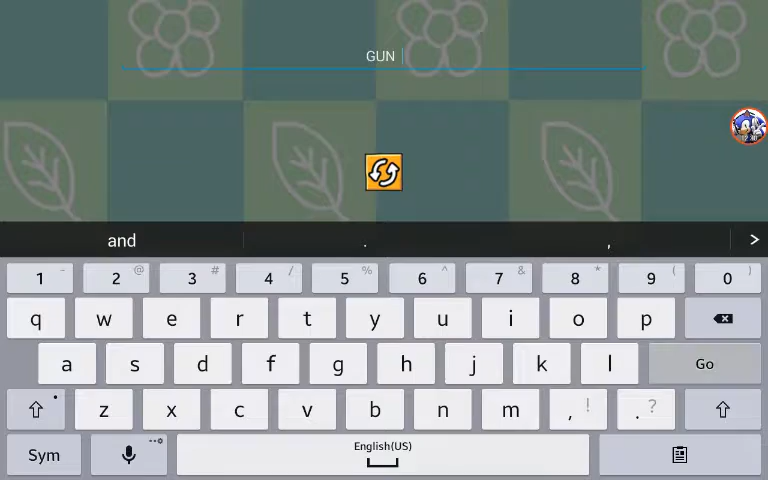 GUN
and . , >
1 - 2 @ 3 # 4 / 5 % 6 ^ 7 & 8 * 9 ( 0 )
q w e r t y u i o p
a s d f g h j k l Go
z x c v b n m , ! . ?
Sym English(US)